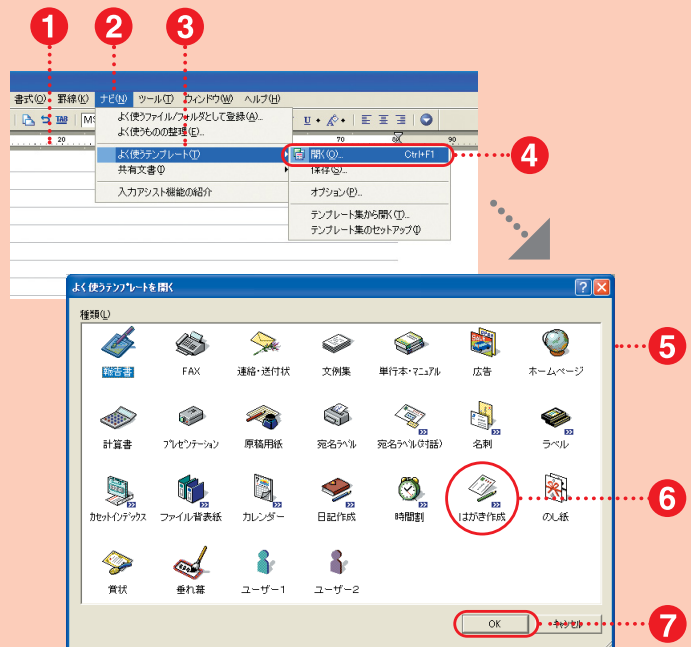 1 2 3
書式(O) 罫線(K) ナビ(N) ツール(T) ウィンドウ(W) ヘルプ(H)
よく使うファイル/フォルダとして登録(A)...
よく使うものの整理(E)...
よく使うテンプレート(T)
共有文書(I)
入力アシスト機能の紹介
TAB MS
20 70 80 90
開く(O)... Ctrl+F1
保存(S)...
オプション(P)...
テンプレート集から開く(T)...
テンプレート集のセットアップ(I)
4
よく使うテンプレートを開く
種類(L)
報告書 FAX 連絡・送付状 文例集 単行本・マニュアル 広告 ホームページ
5
計算書 プレゼンテーション 原稿用紙 宛名ラベル 宛名ラベル(対話) 名刺 ラベル
カセットインデックス ファイル背表紙 カレンダー 日記作成 時間割 はがき作成 のし紙
6
賞状 垂れ幕 ユーザー1 ユーザー2
OK キャンセル
7